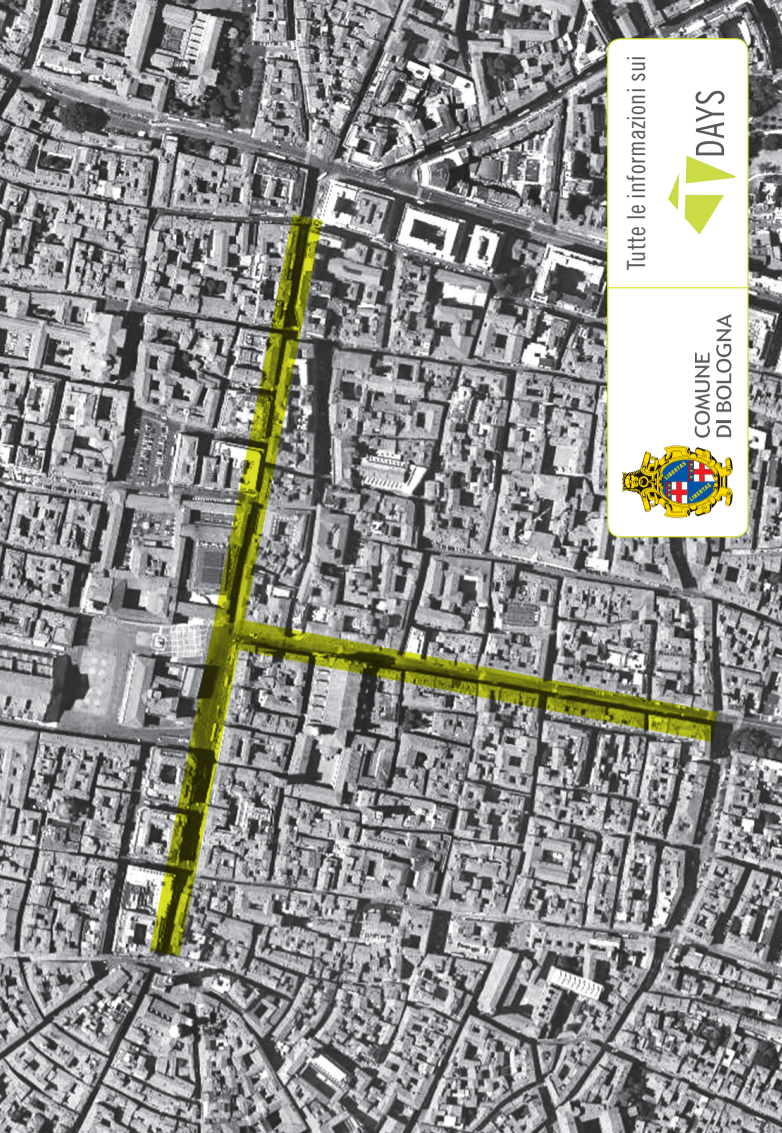 COMUNE
DI BOLOGNA
LIBERTAS
LIBERTAS
Tutte le informazioni sui
T DAYS